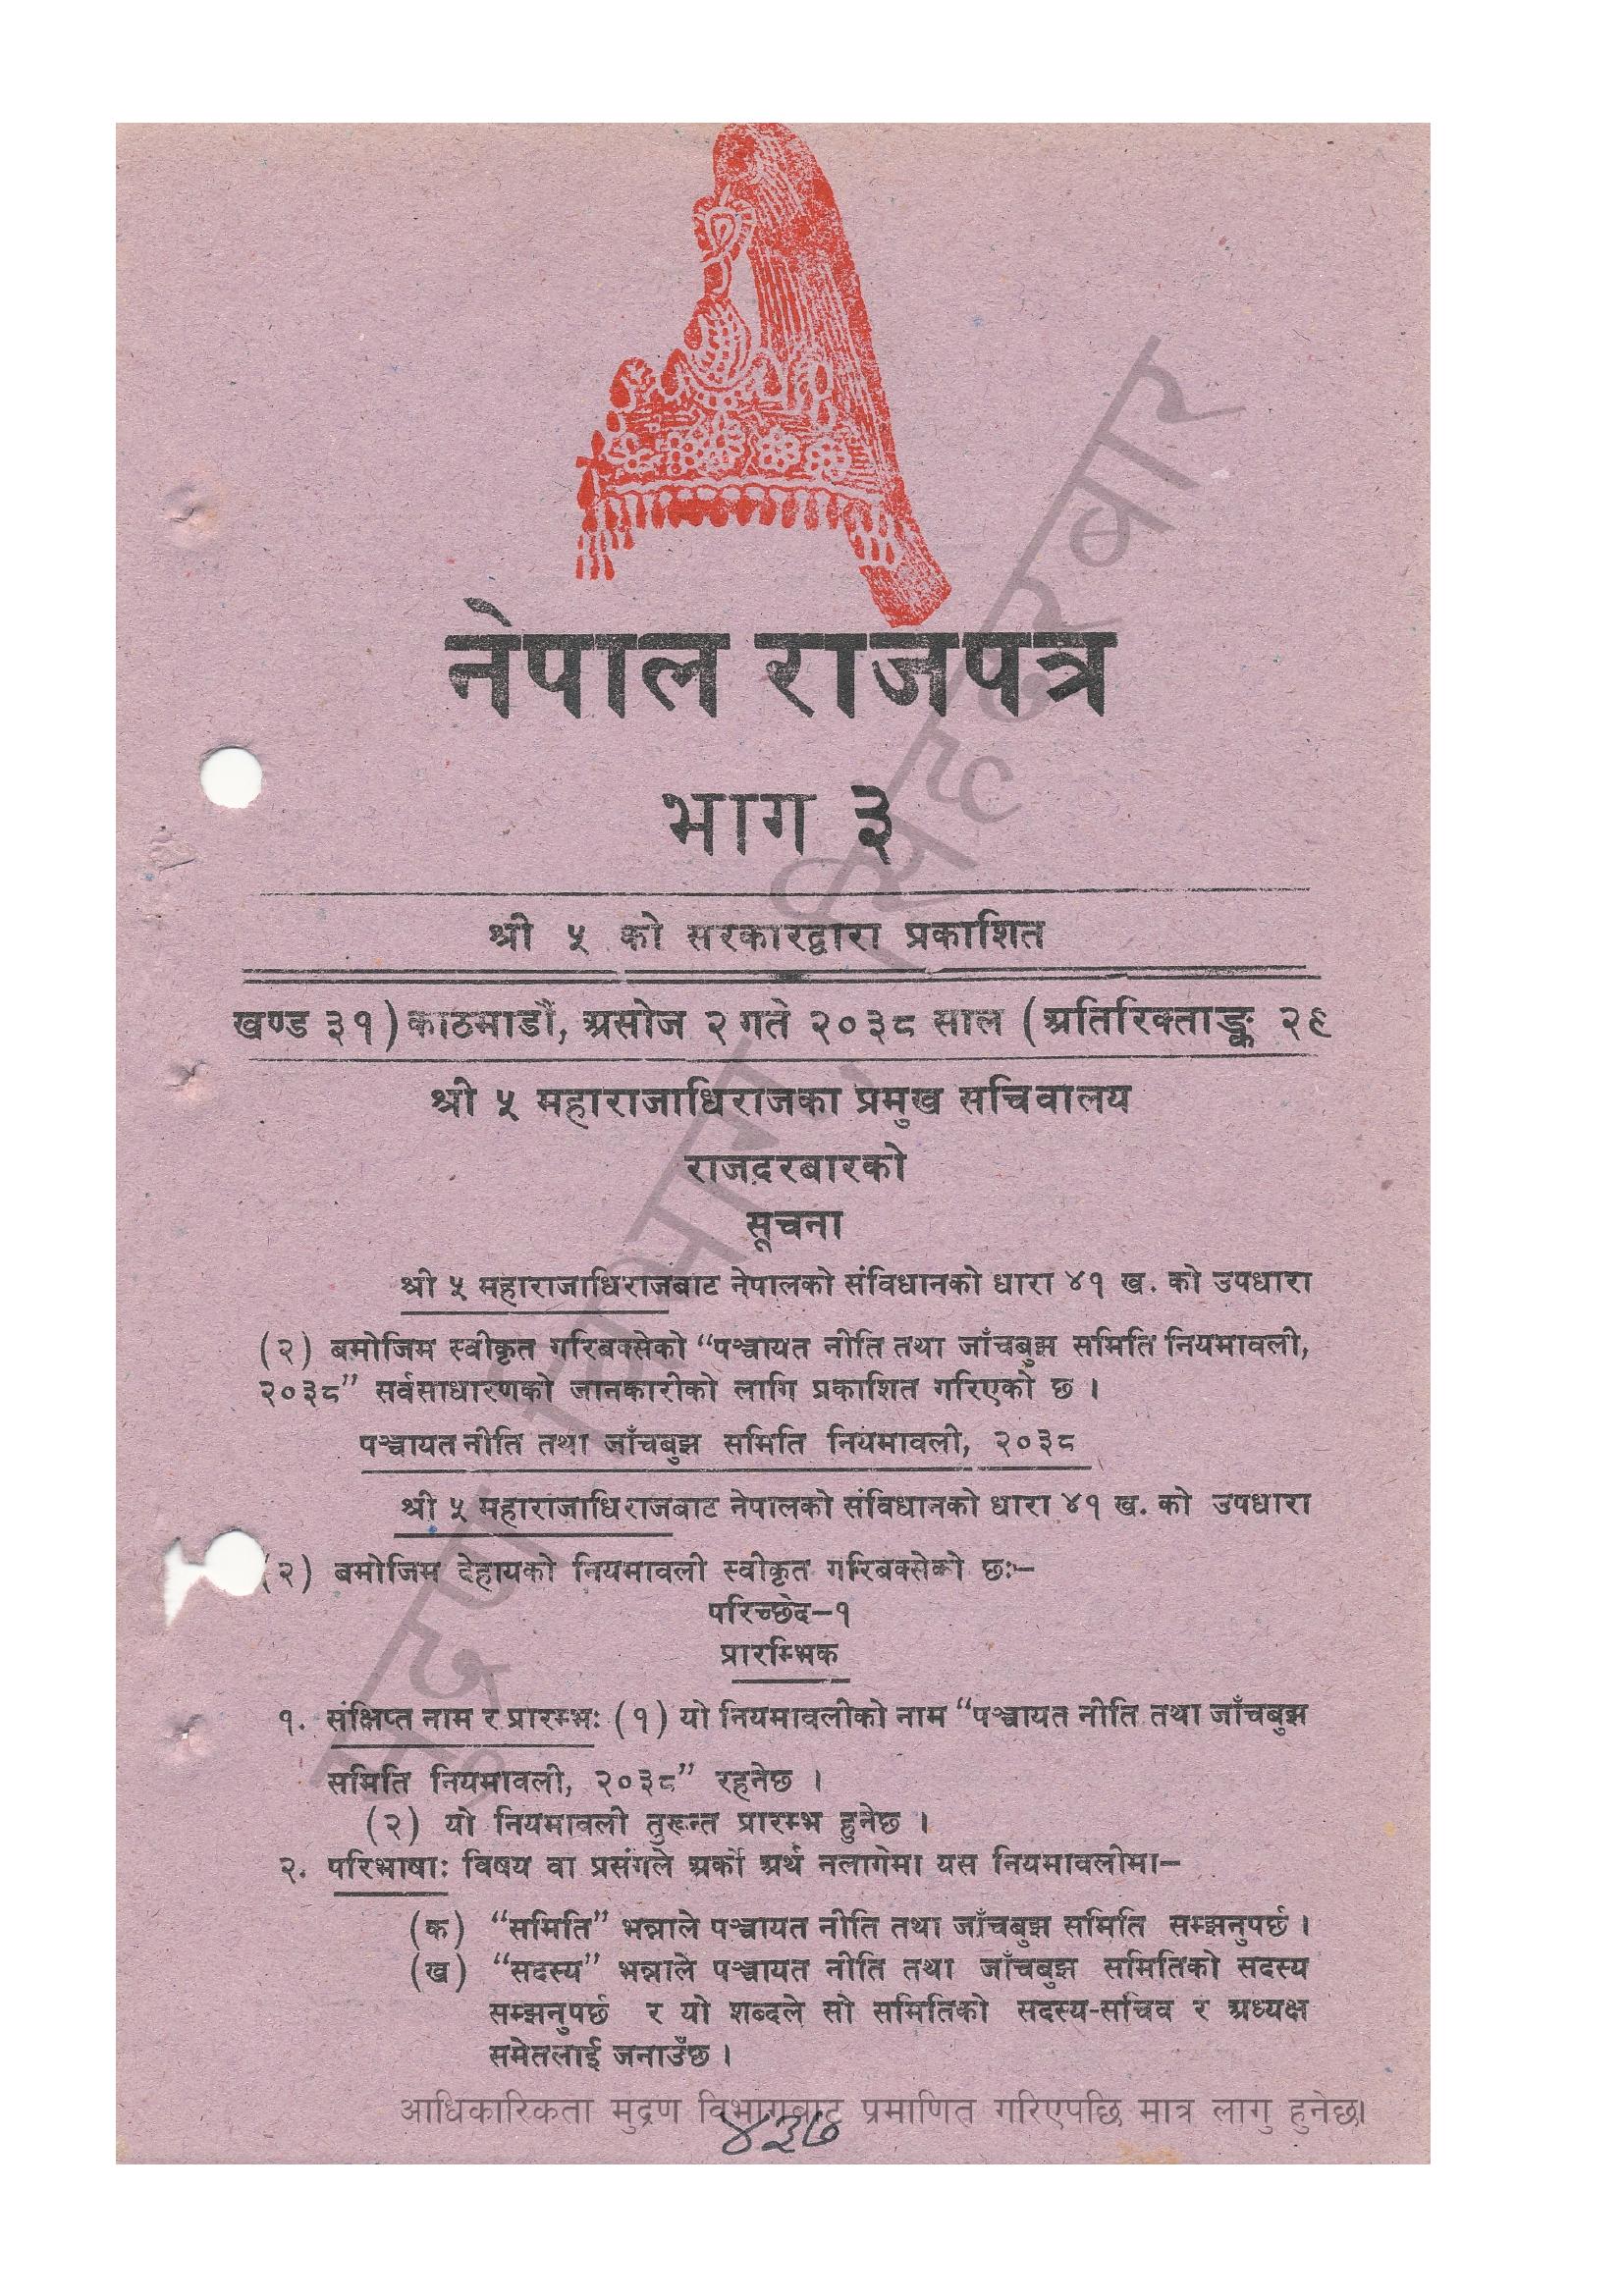 नेपाल राजपत्र
भाग ३
श्री ५ को सरकारद्वारा प्रकाशित
खण्ड ३१) काठमाडौं, असोज २ गते २०३८ साल (अतिरिक्ताङ्क २९
श्री ५ महाराजाधिराजका प्रमुख सचिवालय
राजदरबारको
सूचना
श्री ५ महाराजाधिराजबाट नेपालको संविधानको धारा ४१ ख. को उपधारा
(२) बमोजिम स्वीकृत गरिबक्सेको “पञ्चायत नीति तथा जाँचबुझ समिति नियमावली,
२०३८” सर्वसाधारणको जानकारीको लागि प्रकाशित गरिएको छ ।
पञ्चायत नीति तथा जाँचबुझ समिति नियमावली, २०३८
श्री ५ महाराजाधिराजबाट नेपालको संविधानको धारा ४१ ख. को उपधारा
(२) बमोजिम देहायको नियमावली स्वीकृत गरिबक्सेको छः–
परिच्छेद–१
प्रारम्भिक
१. संक्षिप्त नाम र प्रारम्भः (१) यो नियमावलीको नाम “पञ्चायत नीति तथा जाँचबुझ
समिति नियमावली, २०३८” रहनेछ ।
(२) यो नियमावली तुरून्त प्रारम्भ हुनेछ ।
२. परिभाषाः विषय वा प्रसंगले अर्को अर्थ नलागेमा यस नियमावलीमा–
(क) “समिति” भन्नाले पञ्चायत नीति तथा जाँचबुझ समिति सम्झनुपर्छ ।
(ख) “सदस्य” भन्नाले पञ्चायत नीति तथा जाँचबुझ समितिको सदस्य
सम्झनुपर्छ र यो शब्दले सो समितिको सदस्य-सचिव र अध्यक्ष
समेतलाई जनाउँछ ।
आधिकारिकता मुद्रण विभागबाट प्रमाणित गरिएपछि मात्र लागु हुनेछ।
४३७
मुद्रण विभाग, सिंहदरवार